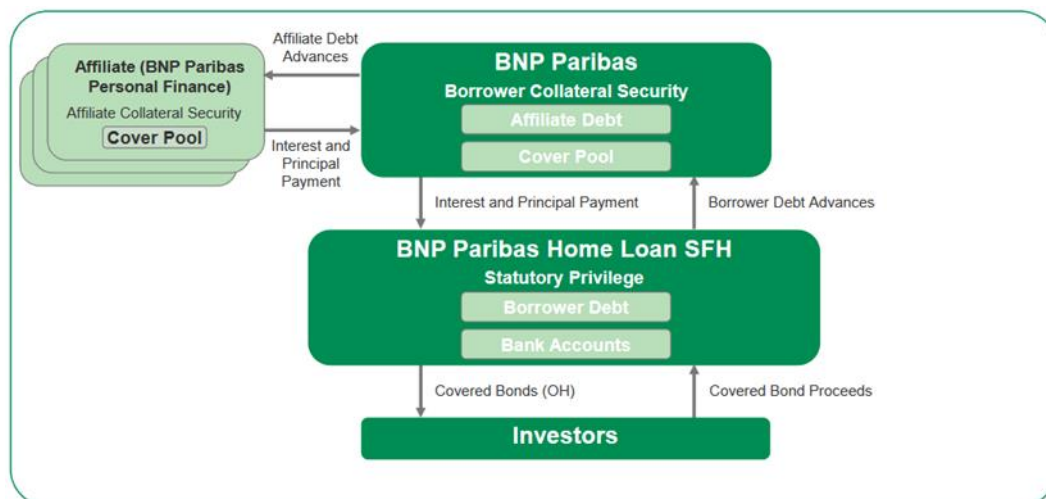 Affiliate (BNP Paribas
Personal Finance)
Affiliate Collateral Security
Cover Pool
Affiliate Debt
Advances
Interest and
Principal
Payment
BNP Paribas
Borrower Collateral Security
Affiliate Debt
Cover Pool
Interest and Principal Payment
Borrower Debt Advances
BNP Paribas Home Loan SFH
Statutory Privilege
Borrower Debt
Bank Accounts
Covered Bonds (OH)
Covered Bond Proceeds
Investors